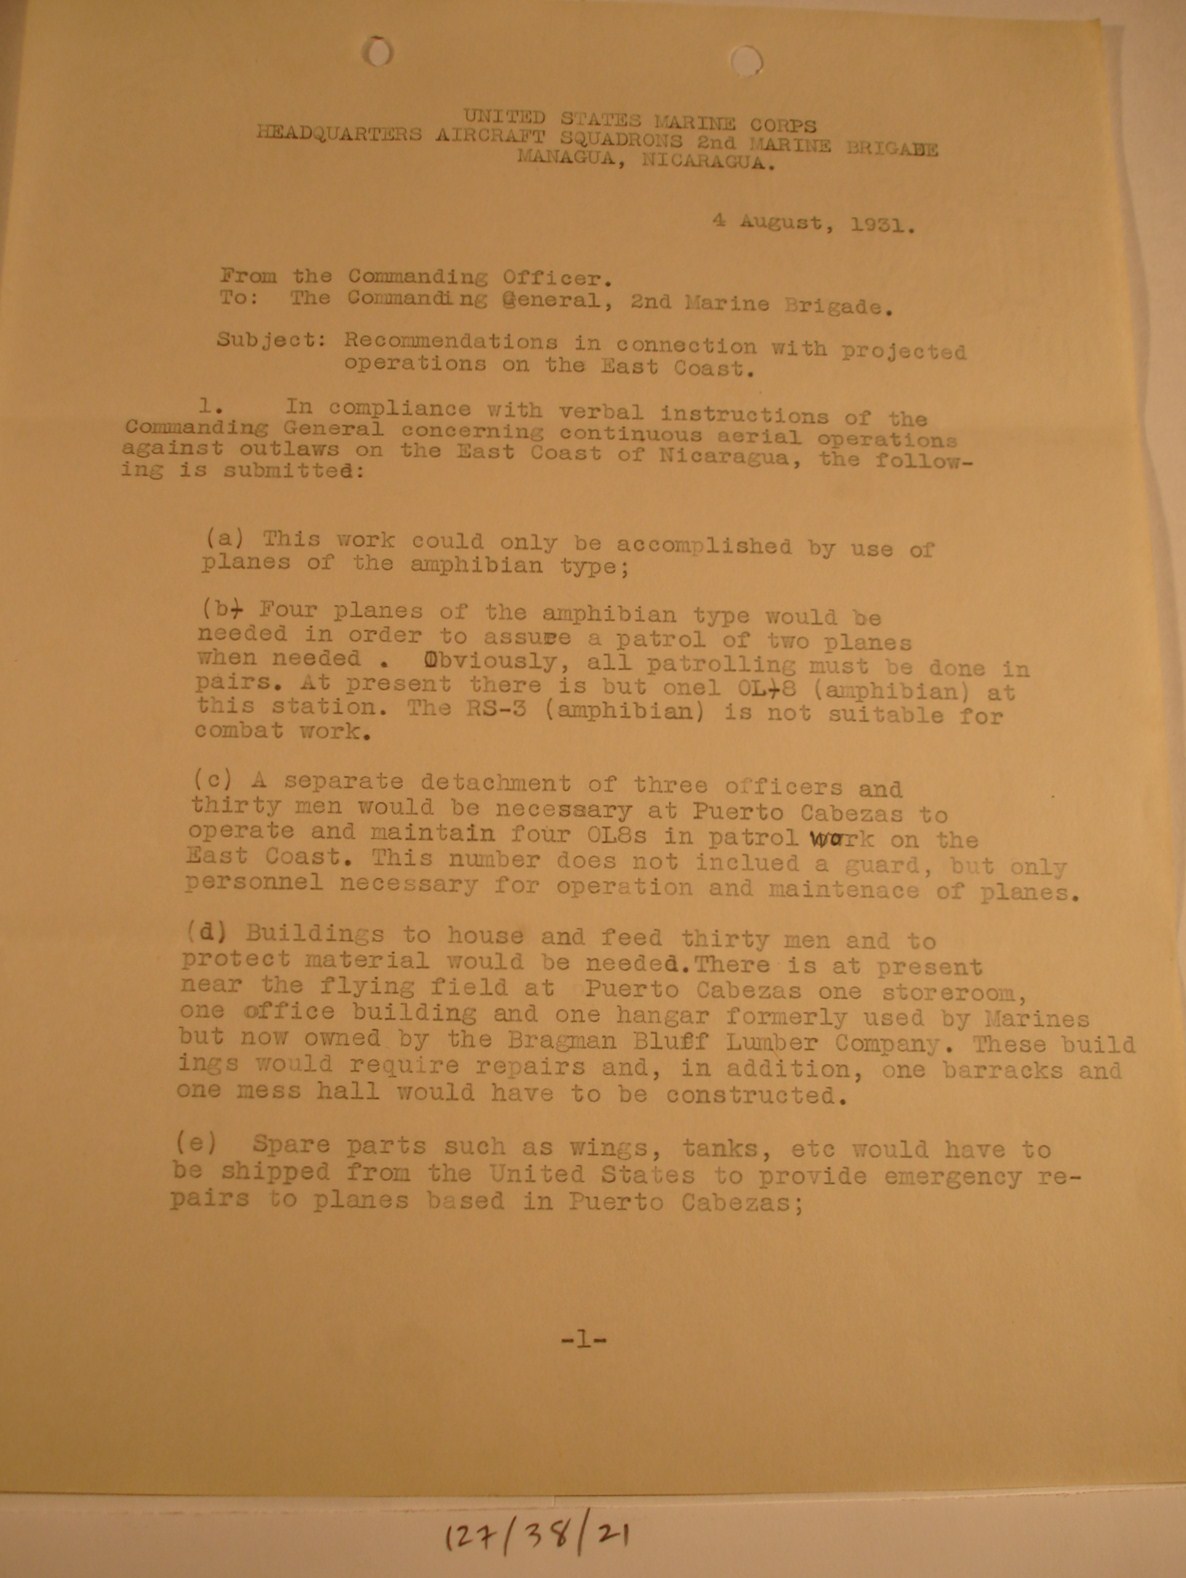 UNITED STATES MARINE CORPS
HEADQUARTERS AIRCRAFT SQUADRONS 2nd MARINE BRIGADE
MANAGUA, NICARAGUA.
4 August, 1931.
From the Commanding Officer.
To: The Commanding General, 2nd Marine Brigade.
Subject: Recommendations in connection with projected
operations on the East Coast.
1. In compliance with verbal instructions of the
Commanding General concerning continuous aerial operations
against outlaws on the East Coast of Nicaragua, the follow-
ing is submitted:
(a) This work could only be accomplished by use of
planes of the amphibian type;
(b) Four planes of the amphibian type would be
needed in order to assure a patrol of two planes
when needed . Obviously, all patrolling must be done in
pairs. At present there is but onel OL-8 (amphibian) at
this station. The RS-3 (amphibian) is not suitable for
combat work.
(c) A separate detachment of three officers and
thirty men would be necessary at Puerto Cabezas to
operate and maintain four OL8s in patrol work on the
East Coast. This number does not inclued a guard, but only
personnel necessary for operation and maintenace of planes.
(d) Buildings to house and feed thirty men and to
protect material would be needed.There is at present
near the flying field at Puerto Cabezas one storeroom,
one office building and one hangar formerly used by Marines
but now owned by the Bragman Bluff Lumber Company. These build
ings would require repairs and, in addition, one barracks and
one mess hall would have to be constructed.
(e) Spare parts such as wings, tanks, etc would have to
be shipped from the United States to provide emergency re-
pairs to planes based in Puerto Cabezas;
-1-
127/38/21